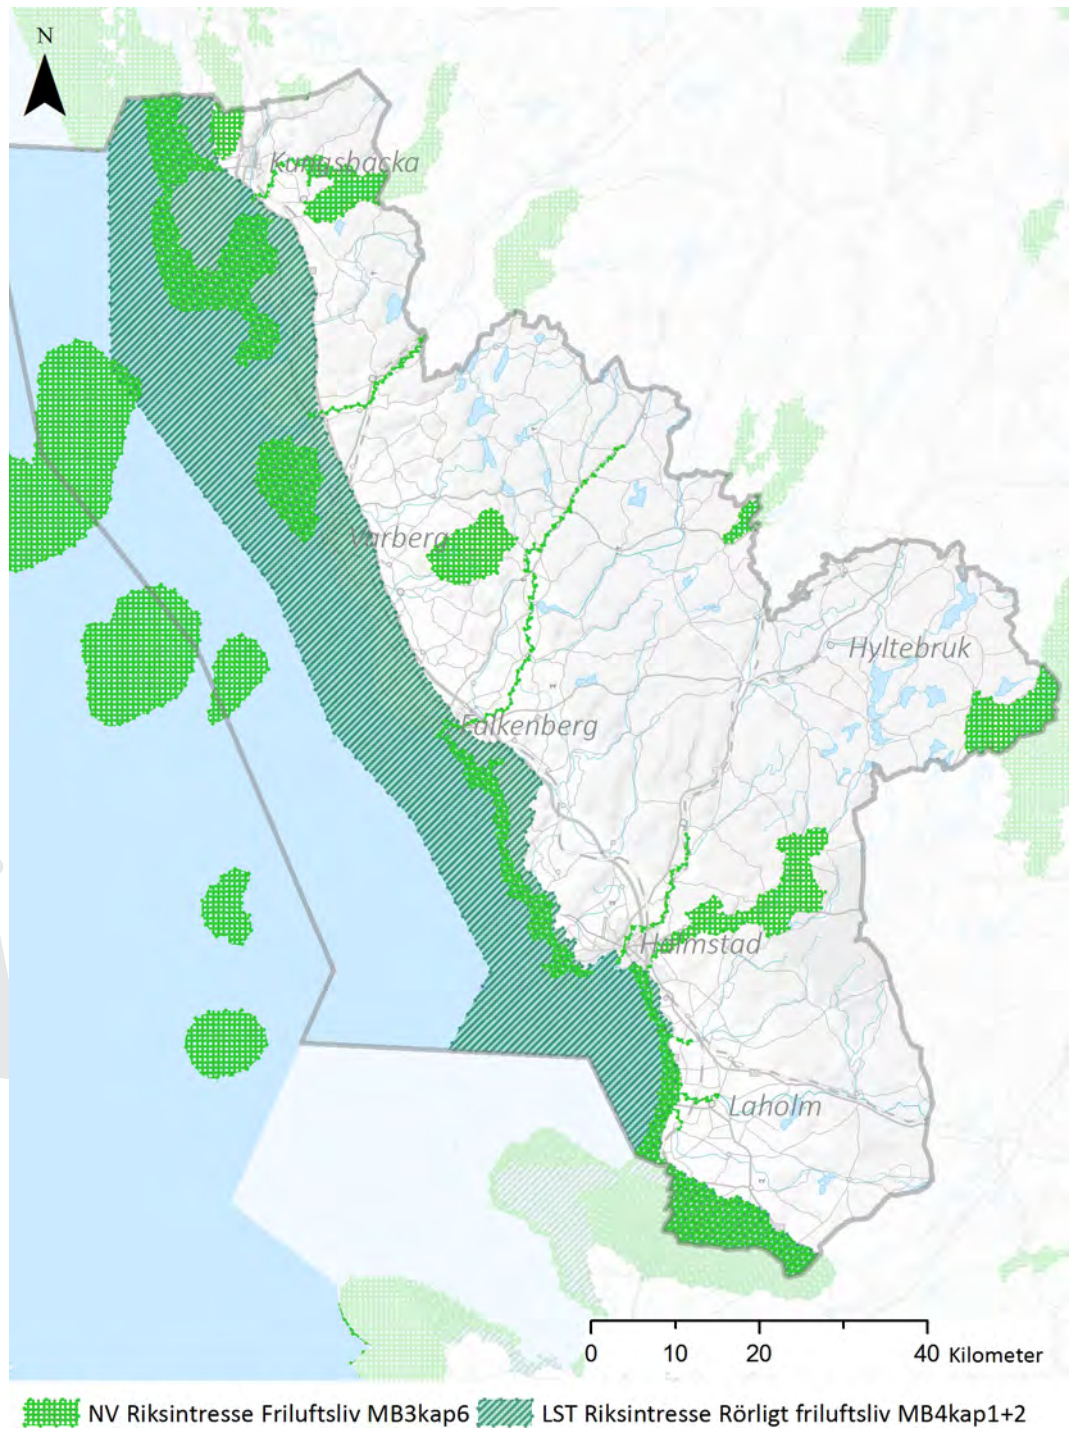 N
Kungsbacka
Varberg
Hyltebruk
Falkenberg
Halmstad
Laholm
0 10 20 40 Kilometer
NV Riksintresse Friluftsliv MB3kap6 LST Riksintresse Rörligt friluftsliv MB4kap1+2